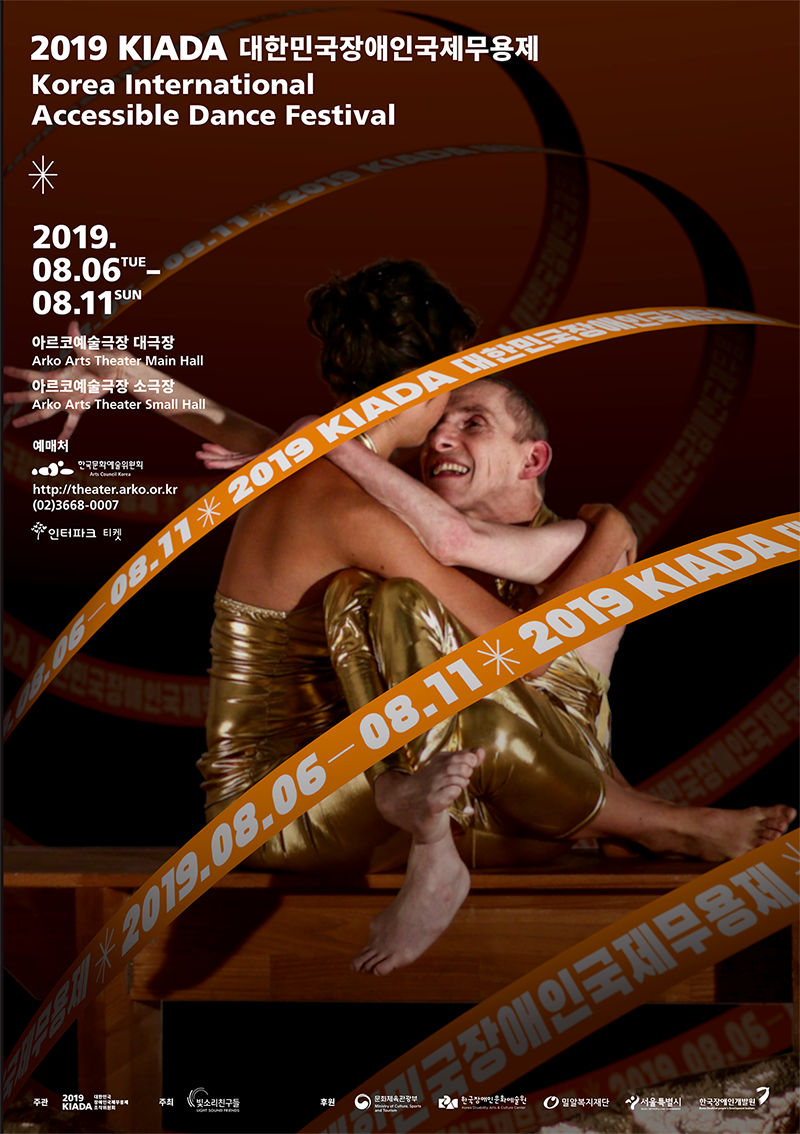 2019 KIADA 대한민국장애인국제무용제
Korea International
Accessible Dance Festival
2019.
08.06TUE–
08.11SUN
아르코예술극장 대극장
Arko Arts Theater Main Hall
아르코예술극장 소극장
Arko Arts Theater Small Hall
예매처
한국문화예술위원회
Arts Council Korea
http://theater.arko.or.kr
(02)3668-0007
인터파크 티켓
08.11 2019 KIADA
2019.08.06—08.11 2019 KIADA 대한민국장애인국제무용제
2019.08.06—08.11 2019 KIADA 대
대한민국장애인국제무용제
주관
2019 KIADA
대한민국
장애인국제무용제
조직위원회
주최
빛소리친구들
LIGHT SOUND FRIENDS
후원
문화체육관광부
Ministry of Culture, Sports
and Tourism
한국장애인문화예술원
Korea Disability Arts & Culture Center
밀알복지재단
서울특별시
한국장애인개발원